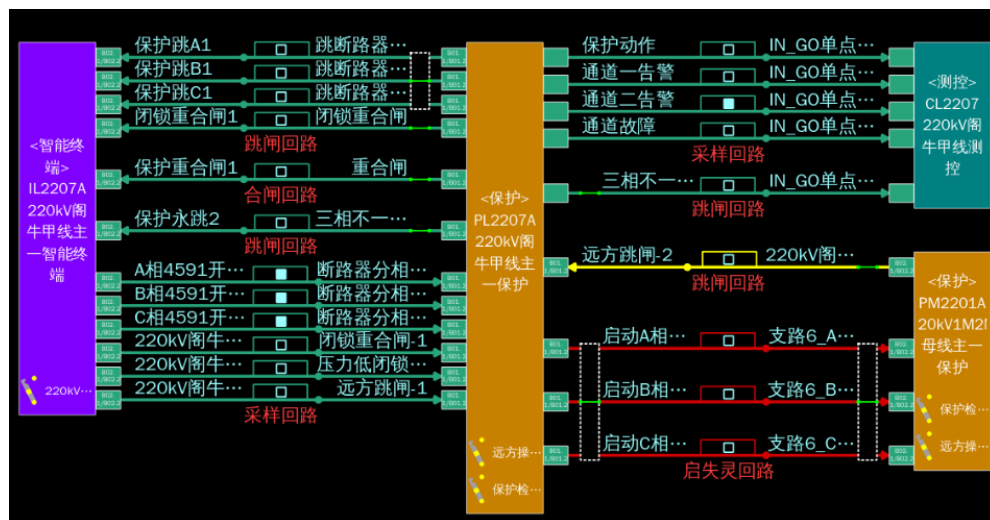 <智能终
端>
IL2207A
220kV阁
牛甲线主
一智能终
端
220kV…
保护跳A1
跳断路器…
保护跳B1
跳断路器…
保护跳C1
跳断路器…
闭锁重合闸1
闭锁重合闸
跳闸回路
保护重合闸1
重合闸
合闸回路
保护永跳2
三相不一…
跳闸回路
A相4591开…
断路器分相…
B相4591开…
断路器分相…
C相4591开…
断路器分相…
220kV阁牛…
闭锁重合闸-1
220kV阁牛…
压力低闭锁…
220kV阁牛…
远方跳闸-1
采样回路
<保护>
PL2207A
220kV阁
牛甲线主
一保护
远方操…
保护检…
保护动作
IN_GO单点…
通道一告警
IN_GO单点…
通道二告警
IN_GO单点…
通道故障
IN_GO单点…
采样回路
三相不一…
IN_GO单点…
跳闸回路
远方跳闸-2
220kV阁…
跳闸回路
启动A相…
支路6_A…
启动B相…
支路6_B…
启动C相…
支路6_C…
启失灵回路
<测控>
CL2207
220kV阁
牛甲线测
控
<保护>
PM2201A
20kV1M2
母线主一
保护
保护检…
远方操…